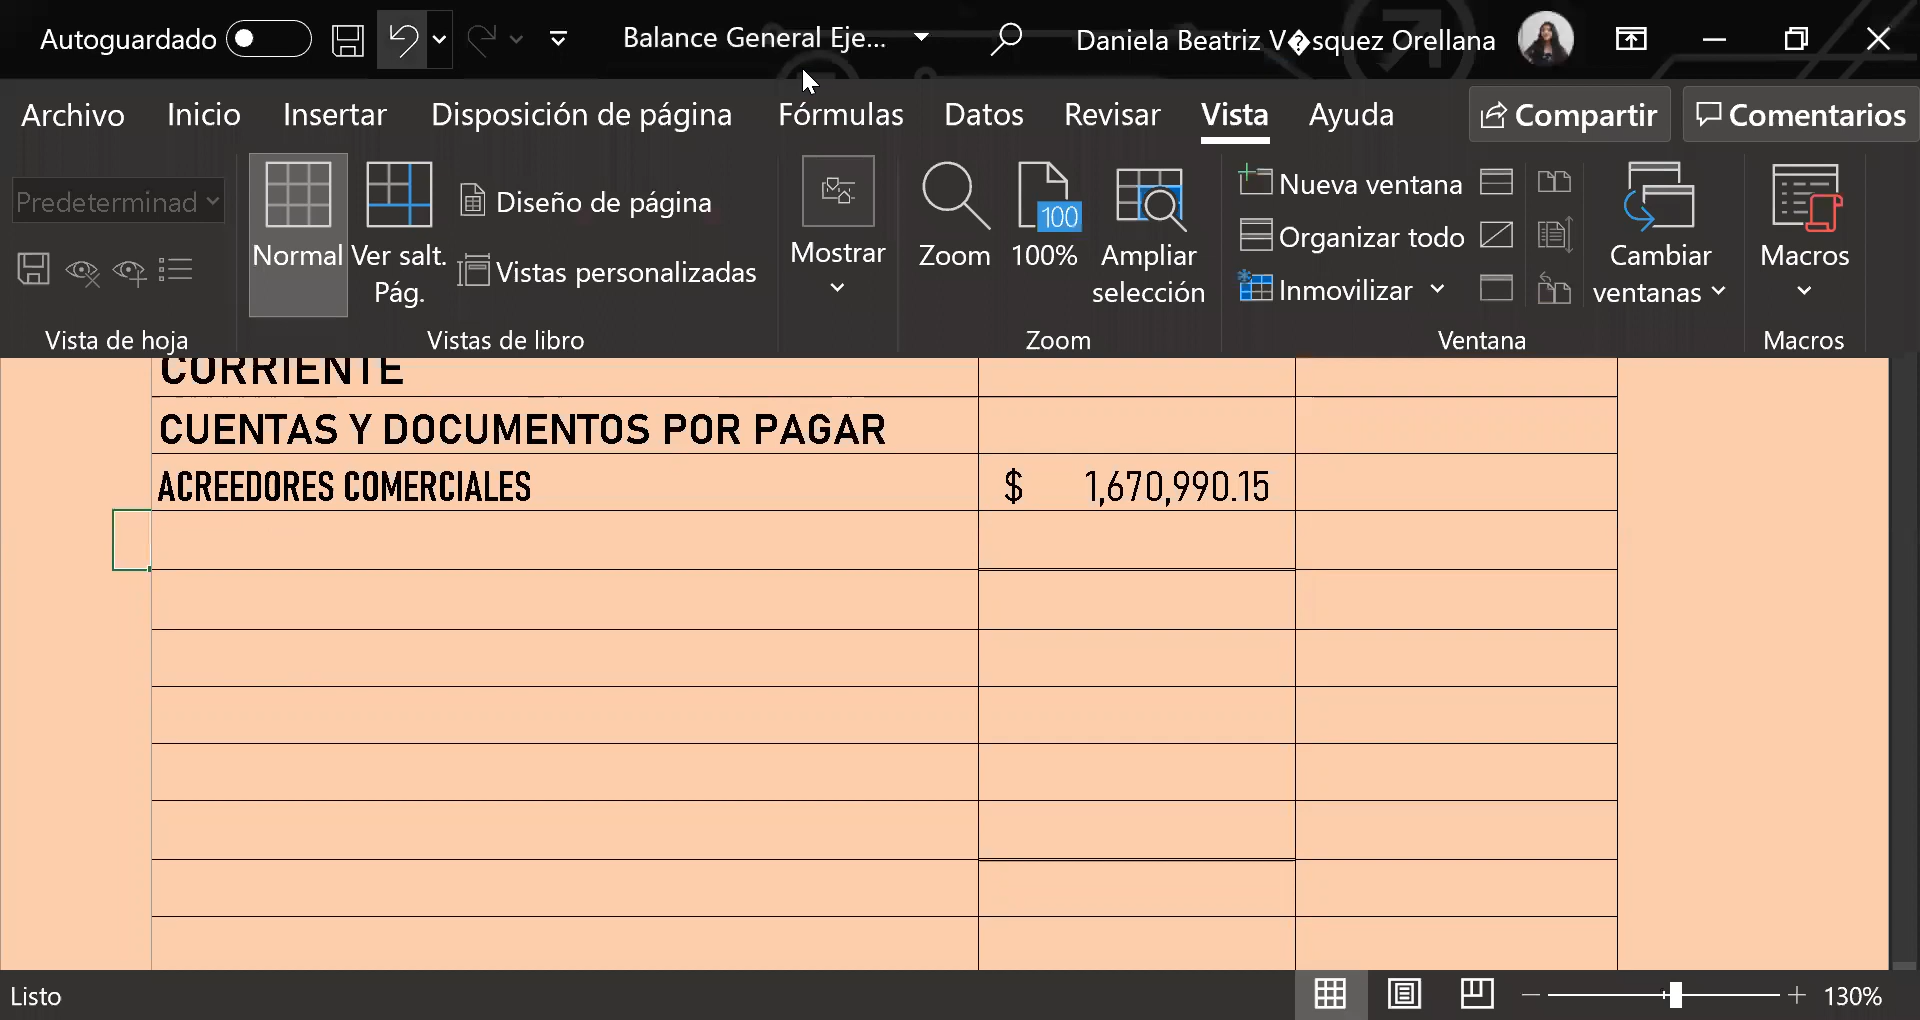 Autoguardado
Balance General Eje...
Daniela Beatriz V�squez Orellana
Archivo Inicio Insertar Disposición de página Fórmulas Datos Revisar Vista Ayuda Compartir Comentarios
Predeterminad
Normal
Ver salt. Pág.
Diseño de página
Vistas personalizadas
Mostrar
Zoom
100
100%
Ampliar selección
Nueva ventana
Organizar todo
Inmovilizar
Cambiar ventanas
Macros
Vista de hoja
Vistas de libro
Zoom
Ventana
Macros
CORRIENTE
CUENTAS Y DOCUMENTOS POR PAGAR
ACREEDORES COMERCIALES $ 1,670,990.15
Listo
130%